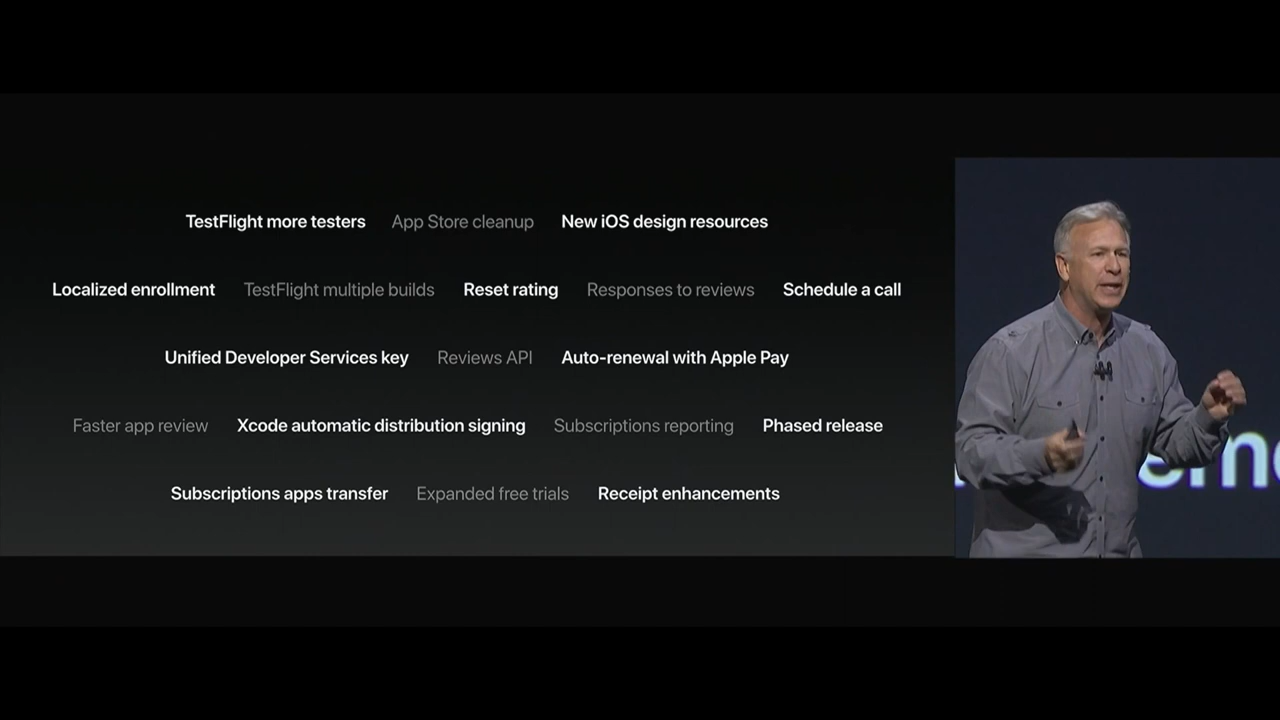 TestFlight more testers App Store cleanup New iOS design resources
Localized enrollment TestFlight multiple builds Reset rating Responses to reviews Schedule a call
Unified Developer Services key Reviews API Auto-renewal with Apple Pay
Faster app review Xcode automatic distribution signing Subscriptions reporting Phased release
Subscriptions apps transfer Expanded free trials Receipt enhancements